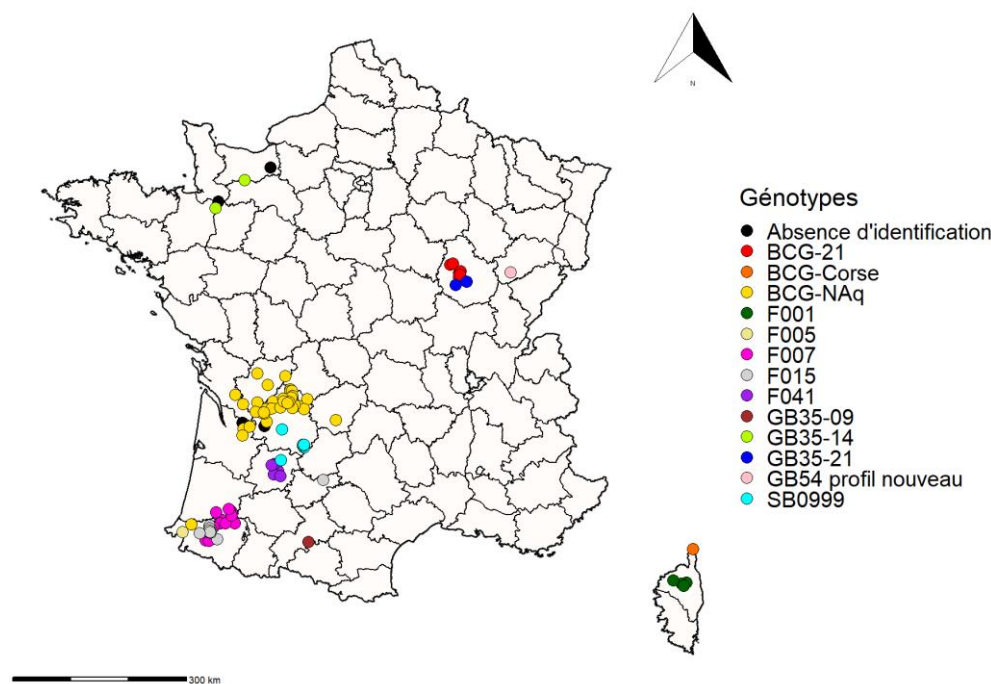 N
Génotypes
Absence d'identification
BCG-21
BCG-Corse
BCG-NAq
F001
F005
F007
F015
F041
GB35-09
GB35-14
GB35-21
GB54 profil nouveau
SB0999
300 km